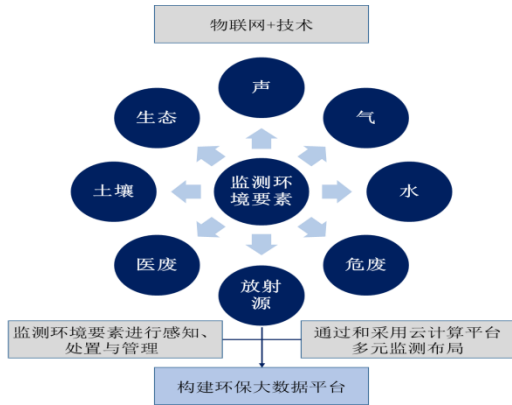 物联网+技术
声
生态
气
监测环
境要素
土壤
水
医废
危废
放射
源
监测环境要素进行感知、
处置与管理
通过和采用云计算平台
多元监测布局
构建环保大数据平台